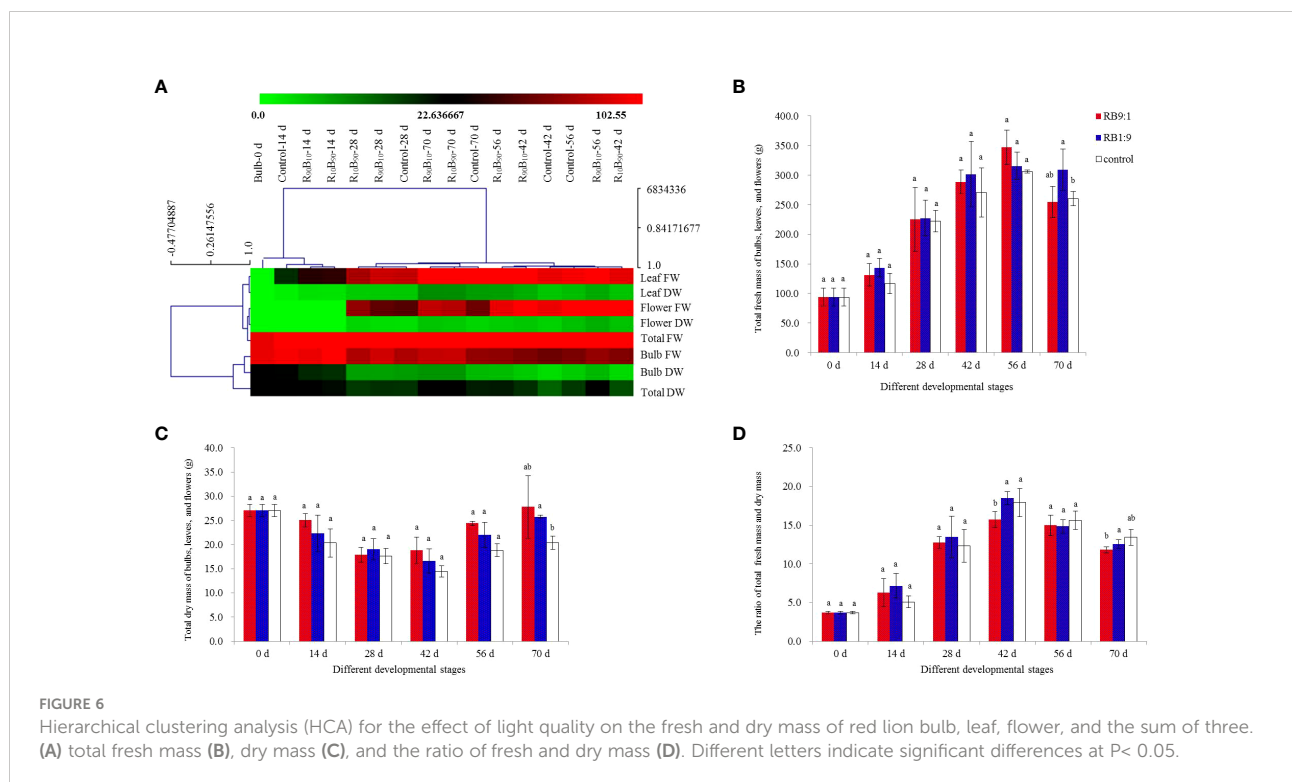 A
0.0 22.636667 102.55
Bulb-0 d
Control-14 d
R₉₀B₁₀-14 d
R₁₀B₉₀-14 d
R₁₀B₉₀-28 d
R₉₀B₁₀-28 d
Control-28 d
R₉₀B₁₀-70 d
R₁₀B₉₀-70 d
Control-70 d
R₁₀B₉₀-56 d
R₉₀B₁₀-42 d
Control-42 d
Control-56 d
R₉₀B₁₀-56 d
R₁₀B₉₀-42 d
6834336
0.84171677
1.0
-0.47704887
0.26147556
1.0
Leaf FW
Leaf DW
Flower FW
Flower DW
Total FW
Bulb FW
Bulb DW
Total DW
B
Total fresh mass of bulbs, leaves, and flowers (g)
400.0
350.0
300.0
250.0
200.0
150.0
100.0
50.0
0.0
a a a
a a a
a a a
a a a
a a a
ab a b
RB9:1
RB1:9
control
0 d 14 d 28 d 42 d 56 d 70 d
Different developmental stages
C
Total dry mass of bulbs, leaves, and flowers (g)
40.0
35.0
30.0
25.0
20.0
15.0
10.0
5.0
0.0
a a a
a a a
a a a
a a a
a a a
ab a b
0 d 14 d 28 d 42 d 56 d 70 d
Different developmental stages
D
The ratio of total fresh mass and dry mass
25.0
20.0
15.0
10.0
5.0
0.0
a a a
a a a
a a a
b a a
a a a
b a ab
0 d 14 d 28 d 42 d 56 d 70 d
Different developmental stages
FIGURE 6
Hierarchical clustering analysis (HCA) for the effect of light quality on the fresh and dry mass of red lion bulb, leaf, flower, and the sum of three.
(A) total fresh mass (B), dry mass (C), and the ratio of fresh and dry mass (D). Different letters indicate significant differences at P< 0.05.